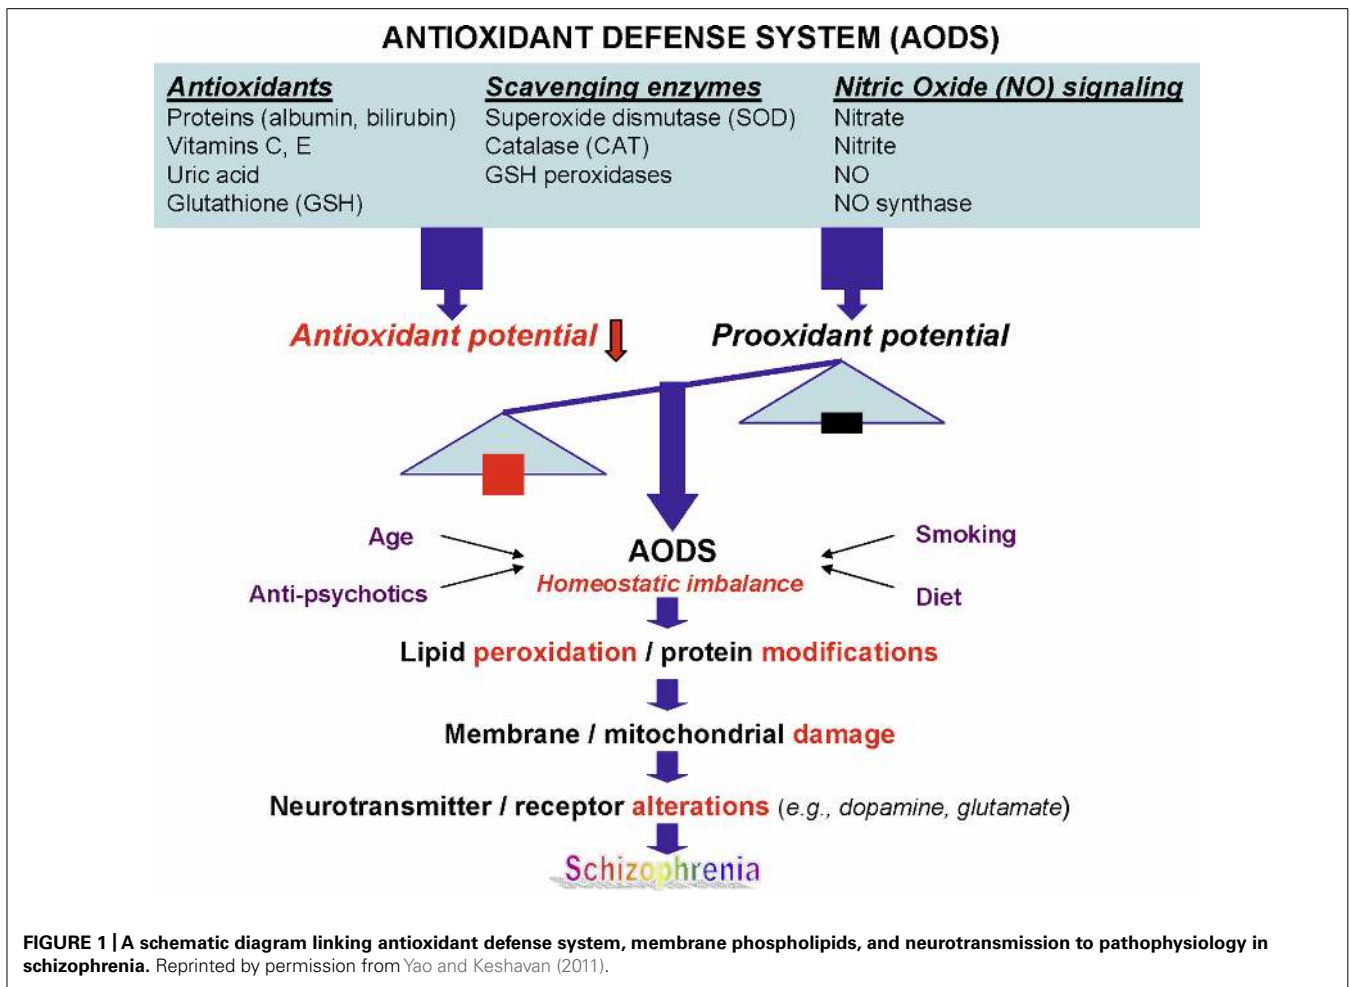 ANTIOXIDANT DEFENSE SYSTEM (AODS)
Antioxidants
Proteins (albumin, bilirubin)
Vitamins C, E
Uric acid
Glutathione (GSH)
Scavenging enzymes
Superoxide dismutase (SOD)
Catalase (CAT)
GSH peroxidases
Nitric Oxide (NO) signaling
Nitrate
Nitrite
NO
NO synthase
Antioxidant potential
Prooxidant potential
Age
Anti-psychotics
AODS
Homeostatic imbalance
Smoking
Diet
Lipid peroxidation / protein modifications
Membrane / mitochondrial damage
Neurotransmitter / receptor alterations (e.g., dopamine, glutamate)
Schizophrenia
FIGURE 1 | A schematic diagram linking antioxidant defense system, membrane phospholipids, and neurotransmission to pathophysiology in
schizophrenia. Reprinted by permission from Yao and Keshavan (2011).